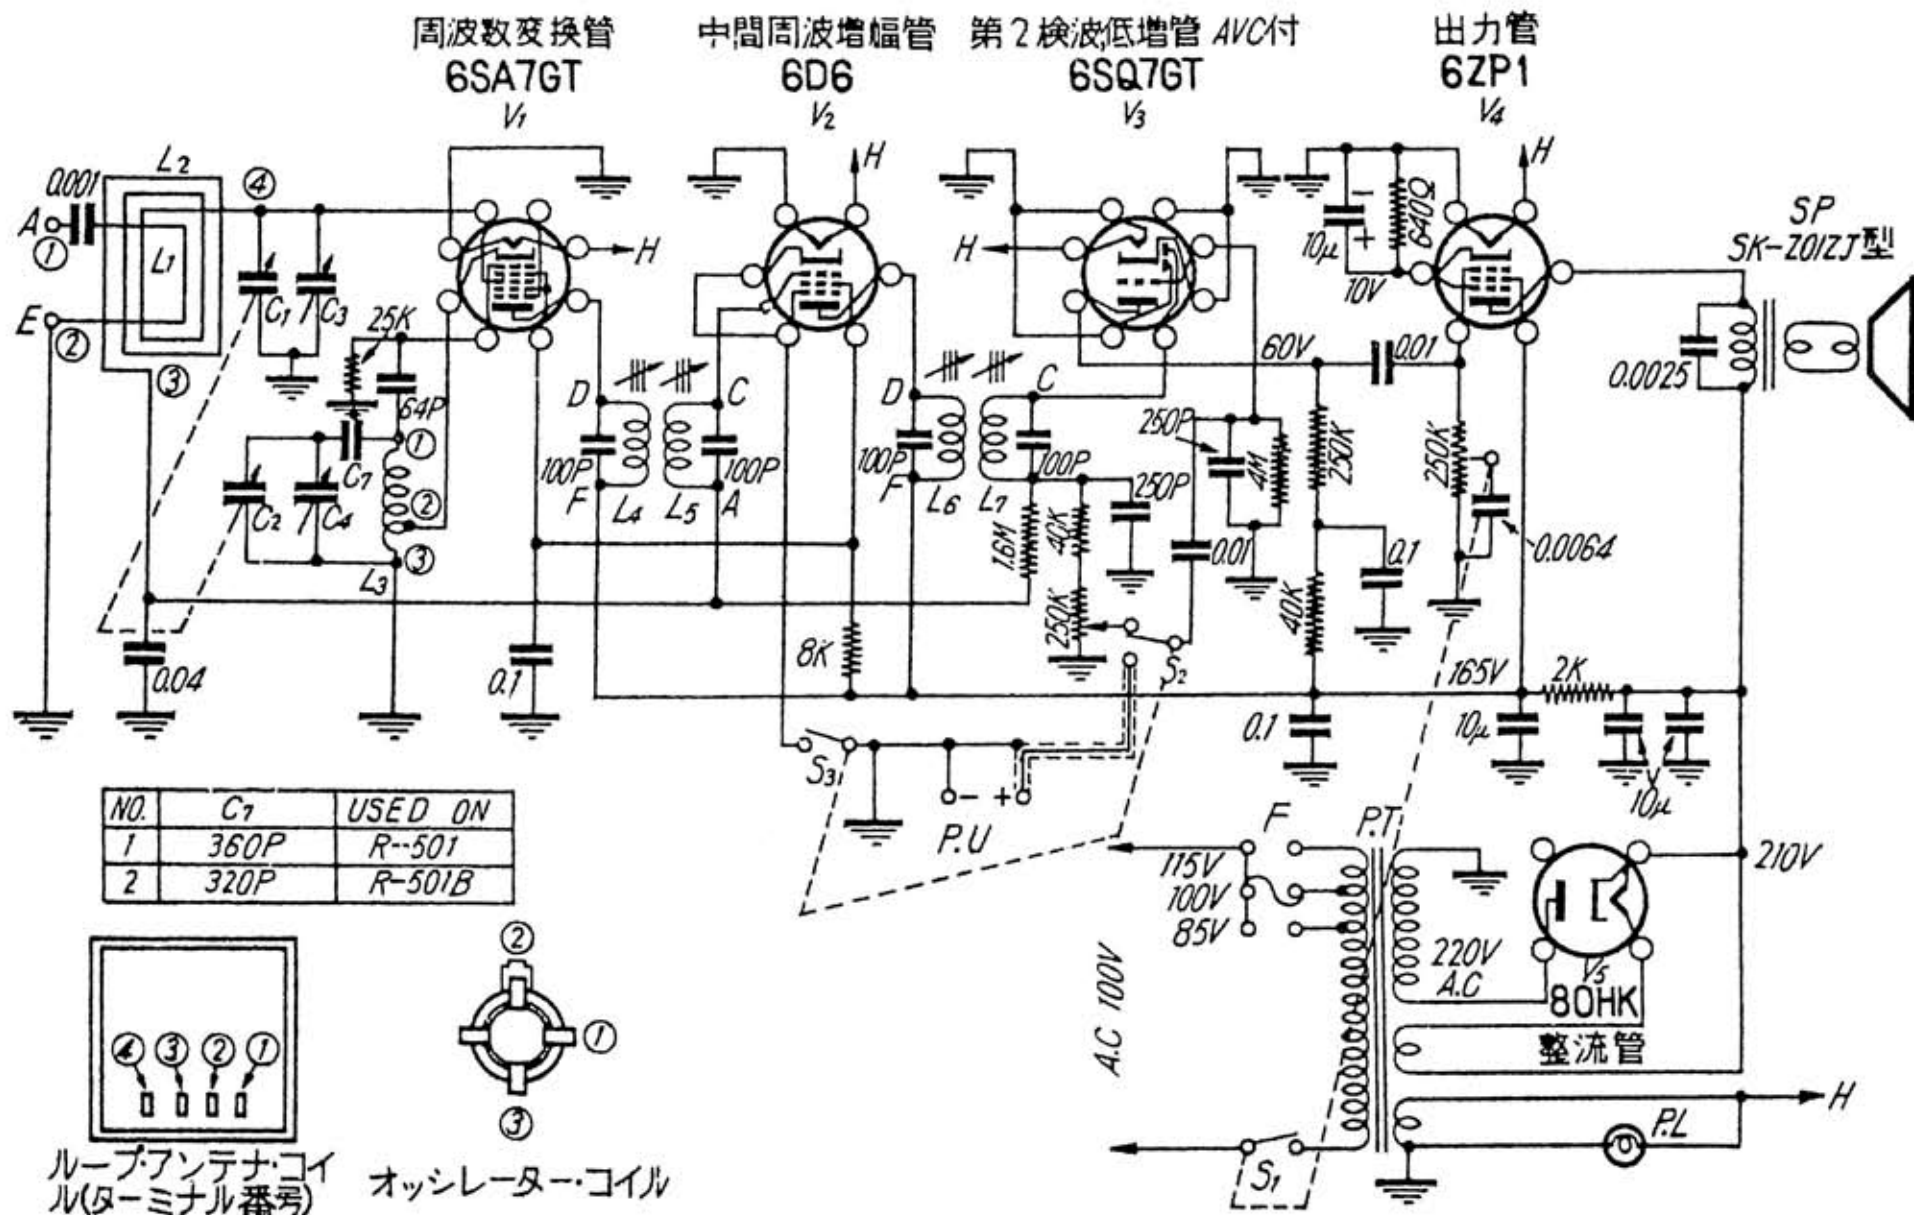 周波数変換管
6SA7GT
V1
中間周波増幅管
6D6
V2
第2検波,低増管 AVC付
6SQ7GT
V3
出力管
6ZP1
V4
SP
SK-Z01ZJ型
0.001
L2
④
A
①
L1
E
②
③
C1
C3
25K
64P
①
C7
C2
C4
②
③
L3
0.04
0.1
H
H
H
H
D
C
100P
100P
F
L4
L5
A
8K
D
C
100P
100P
F
L6
L7
1.6M
40K
250K
250P
250P
4M
0.01
S2
60V
250K
40K
0.1
0.1
0.01
10μ
640Ω
10V
250K
0.0064
0.0025
165V
2K
10μ
10μ
210V
S3
- +
P.U
NO. C7 USED ON
1 360P R--501
2 320P R-501B
F
P.T
115V
100V
85V
A.C 100V
220V
A.C
V5
80HK
整流管
S1
P.L
H
④ ③ ② ①
ループ・アンテナ・コイ
ル(ターミナル番号)
②
①
③
オッシレーター・コイル